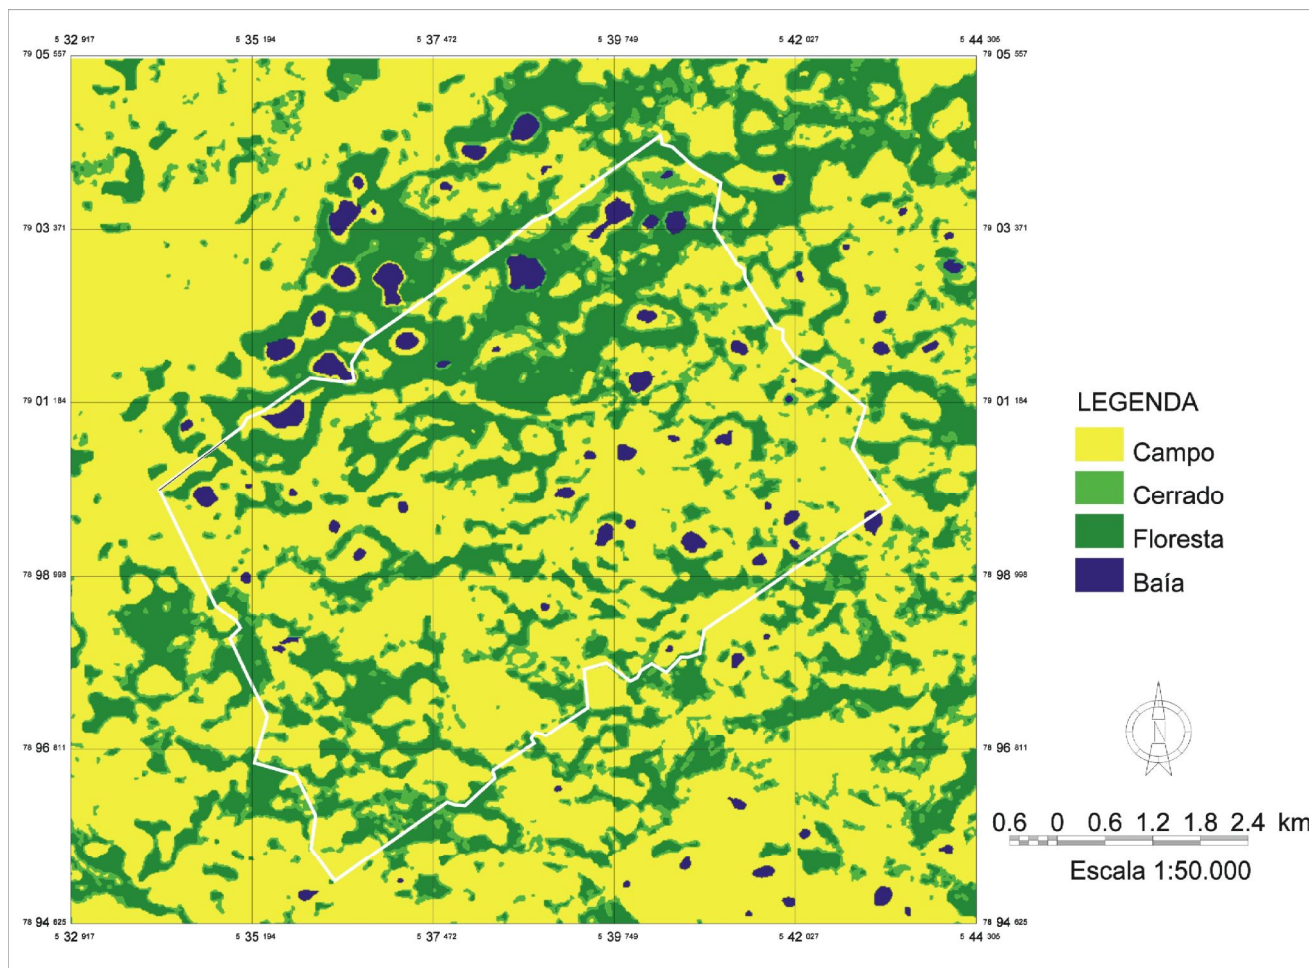 5 32 917 5 35 194 5 37 472 5 39 749 5 42 027 5 44 305
79 05 557 79 05 557
79 03 371 79 03 371
79 01 184 79 01 184
78 98 998 78 98 998
78 96 811 78 96 811
78 94 625 78 94 625
5 32 917 5 35 194 5 37 472 5 39 749 5 42 027 5 44 305
LEGENDA
Campo
Cerrado
Floresta
Baía
N
0.6 0 0.6 1.2 1.8 2.4 km
Escala 1:50.000